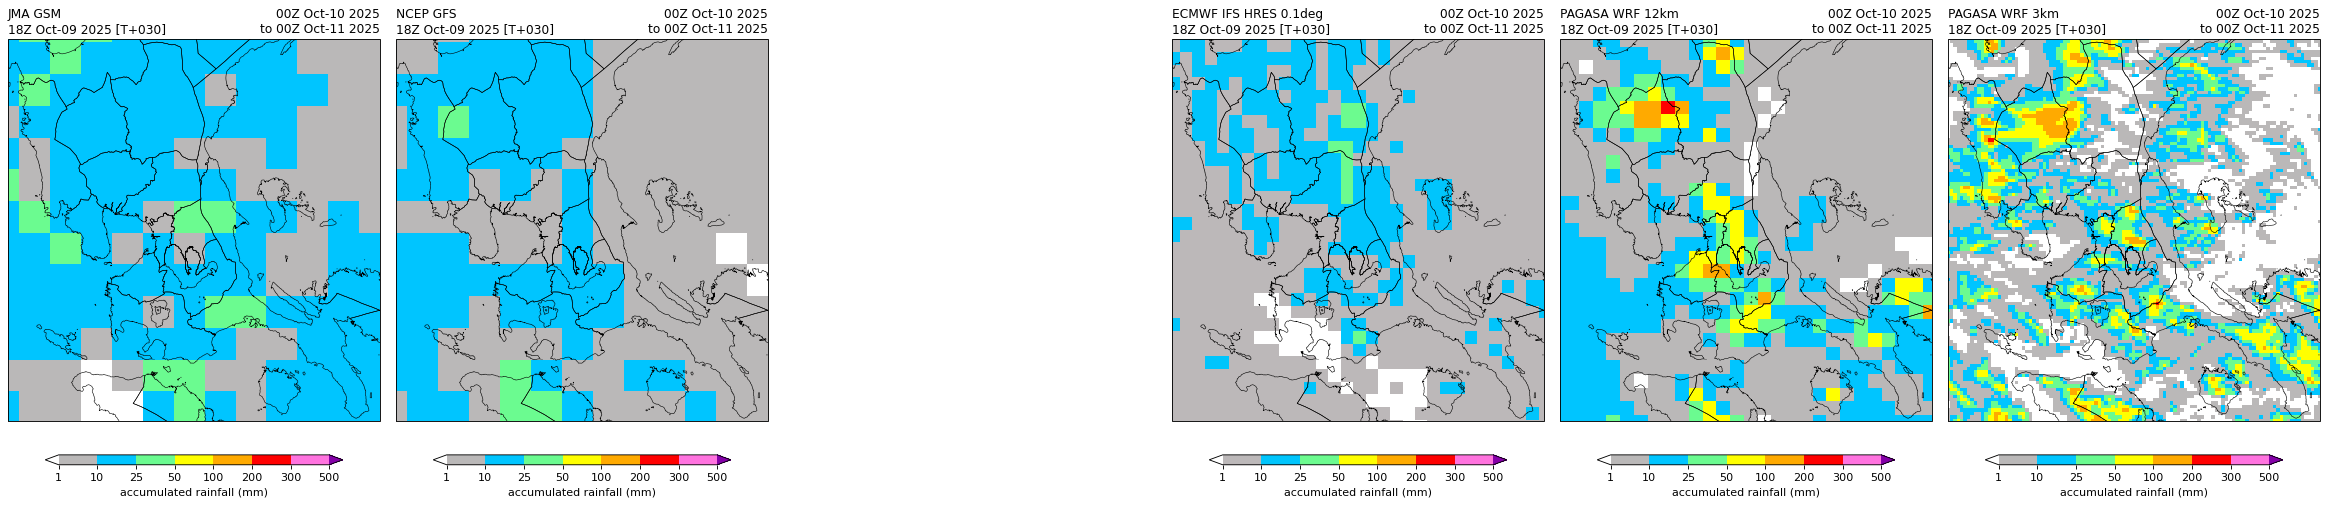 JMA GSM 00Z Oct-10 2025
18Z Oct-09 2025 [T+030] to 00Z Oct-11 2025
1 10 25 50 100 200 300 500
accumulated rainfall (mm)
NCEP GFS 00Z Oct-10 2025
18Z Oct-09 2025 [T+030] to 00Z Oct-11 2025
1 10 25 50 100 200 300 500
accumulated rainfall (mm)
ECMWF IFS HRES 0.1deg 00Z Oct-10 2025
18Z Oct-09 2025 [T+030] to 00Z Oct-11 2025
1 10 25 50 100 200 300 500
accumulated rainfall (mm)
PAGASA WRF 12km 00Z Oct-10 2025
18Z Oct-09 2025 [T+030] to 00Z Oct-11 2025
1 10 25 50 100 200 300 500
accumulated rainfall (mm)
PAGASA WRF 3km 00Z Oct-10 2025
18Z Oct-09 2025 [T+030] to 00Z Oct-11 2025
1 10 25 50 100 200 300 500
accumulated rainfall (mm)